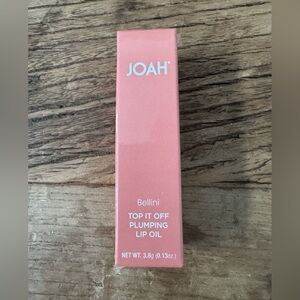 JOAH
Bellini
TOP IT OFF
PLUMPING
LIP OIL
NET WT. 3.8g (0.13oz.)